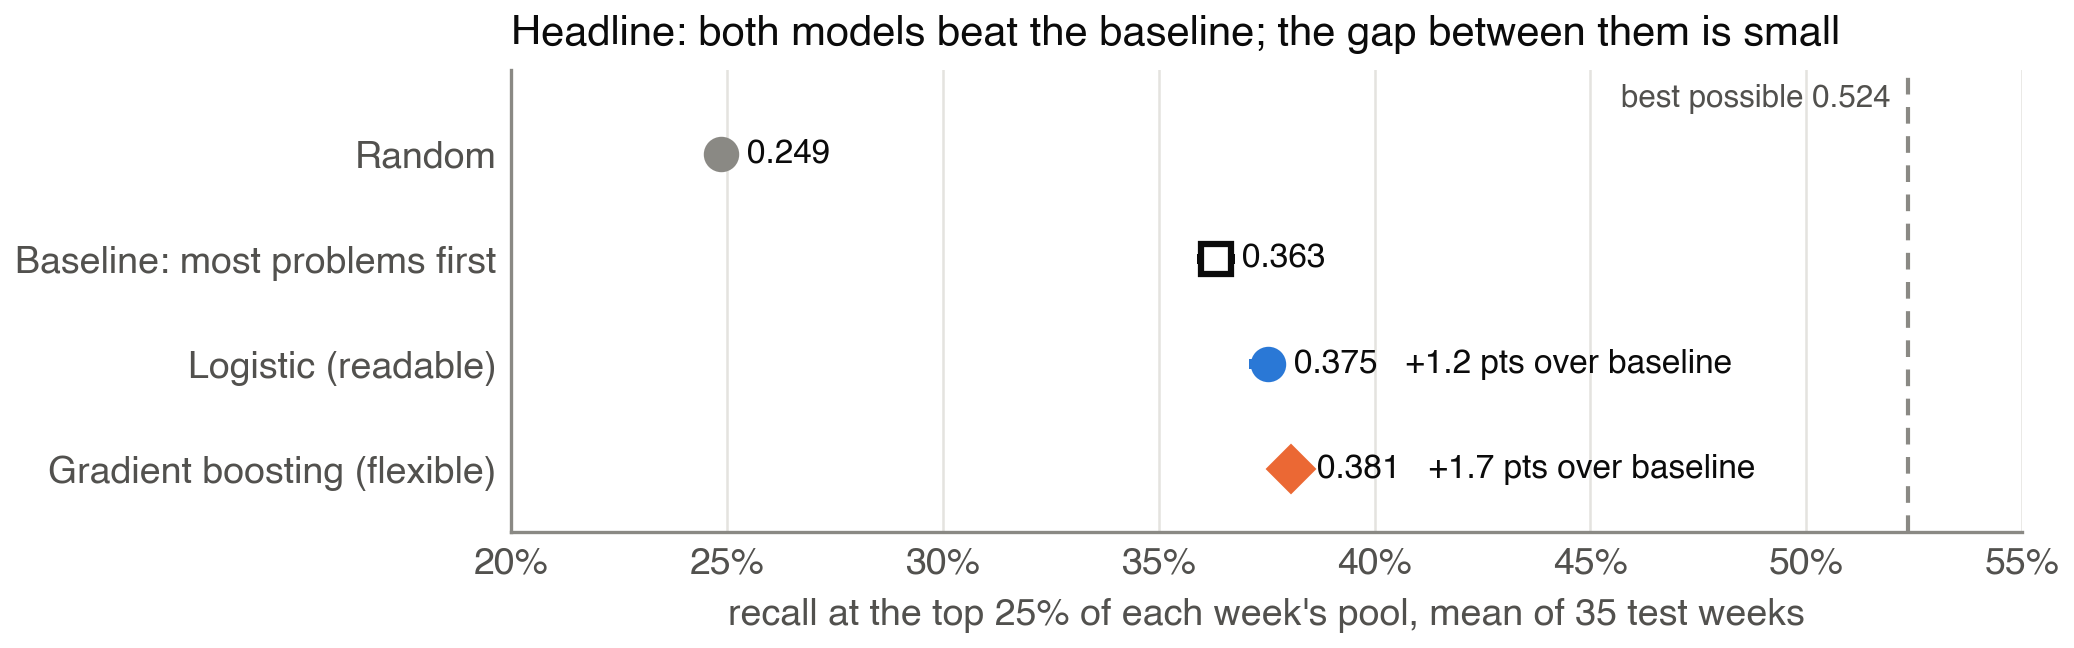 Headline: both models beat the baseline; the gap between them is small
best possible 0.524
Random
0.249
Baseline: most problems first
0.363
Logistic (readable)
0.375 +1.2 pts over baseline
Gradient boosting (flexible)
0.381 +1.7 pts over baseline
20% 25% 30% 35% 40% 45% 50% 55%
recall at the top 25% of each week's pool, mean of 35 test weeks